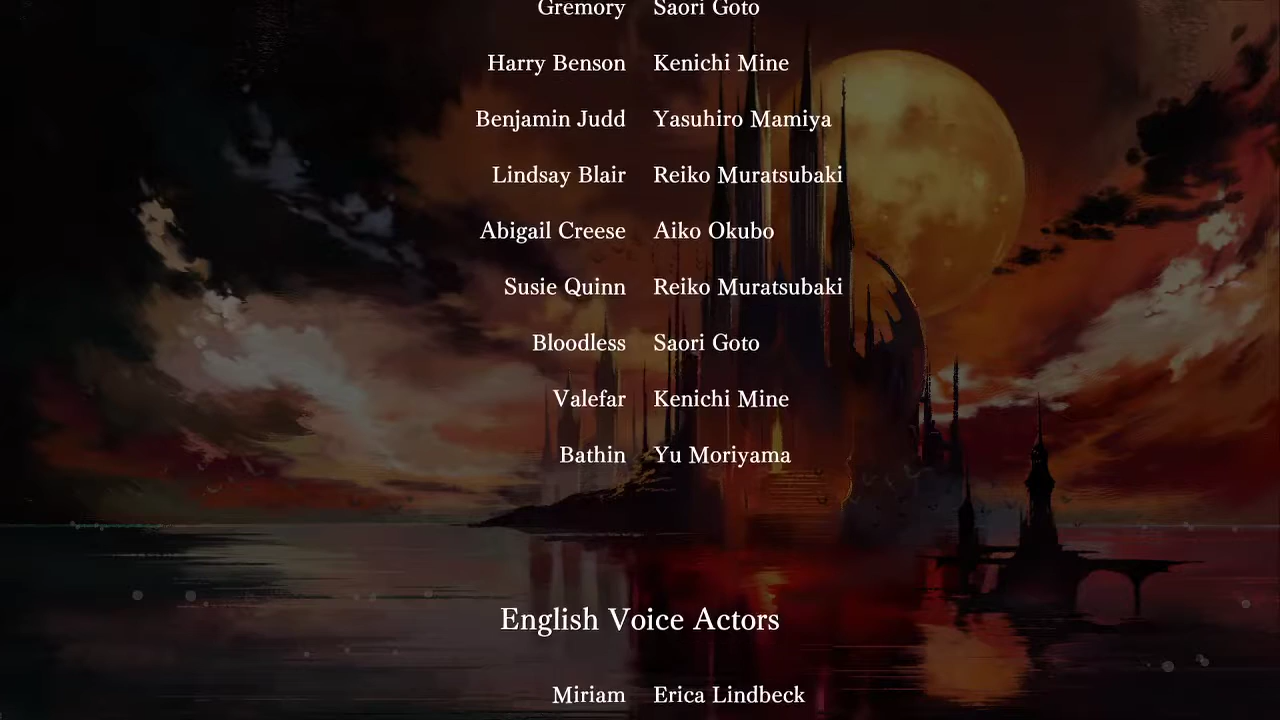 Gremory Saori Goto
Harry Benson Kenichi Mine
Benjamin Judd Yasuhiro Mamiya
Lindsay Blair Reiko Muratsubaki
Abigail Creese Aiko Okubo
Susie Quinn Reiko Muratsubaki
Bloodless Saori Goto
Valefar Kenichi Mine
Bathin Yu Moriyama
English Voice Actors
Miriam Erica Lindbeck